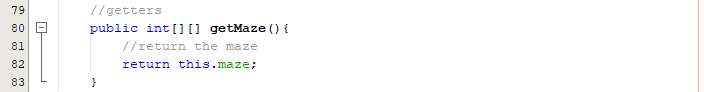 79 //getters
80 public int[][] getMaze(){
81 //return the maze
82 return this.maze;
83 }